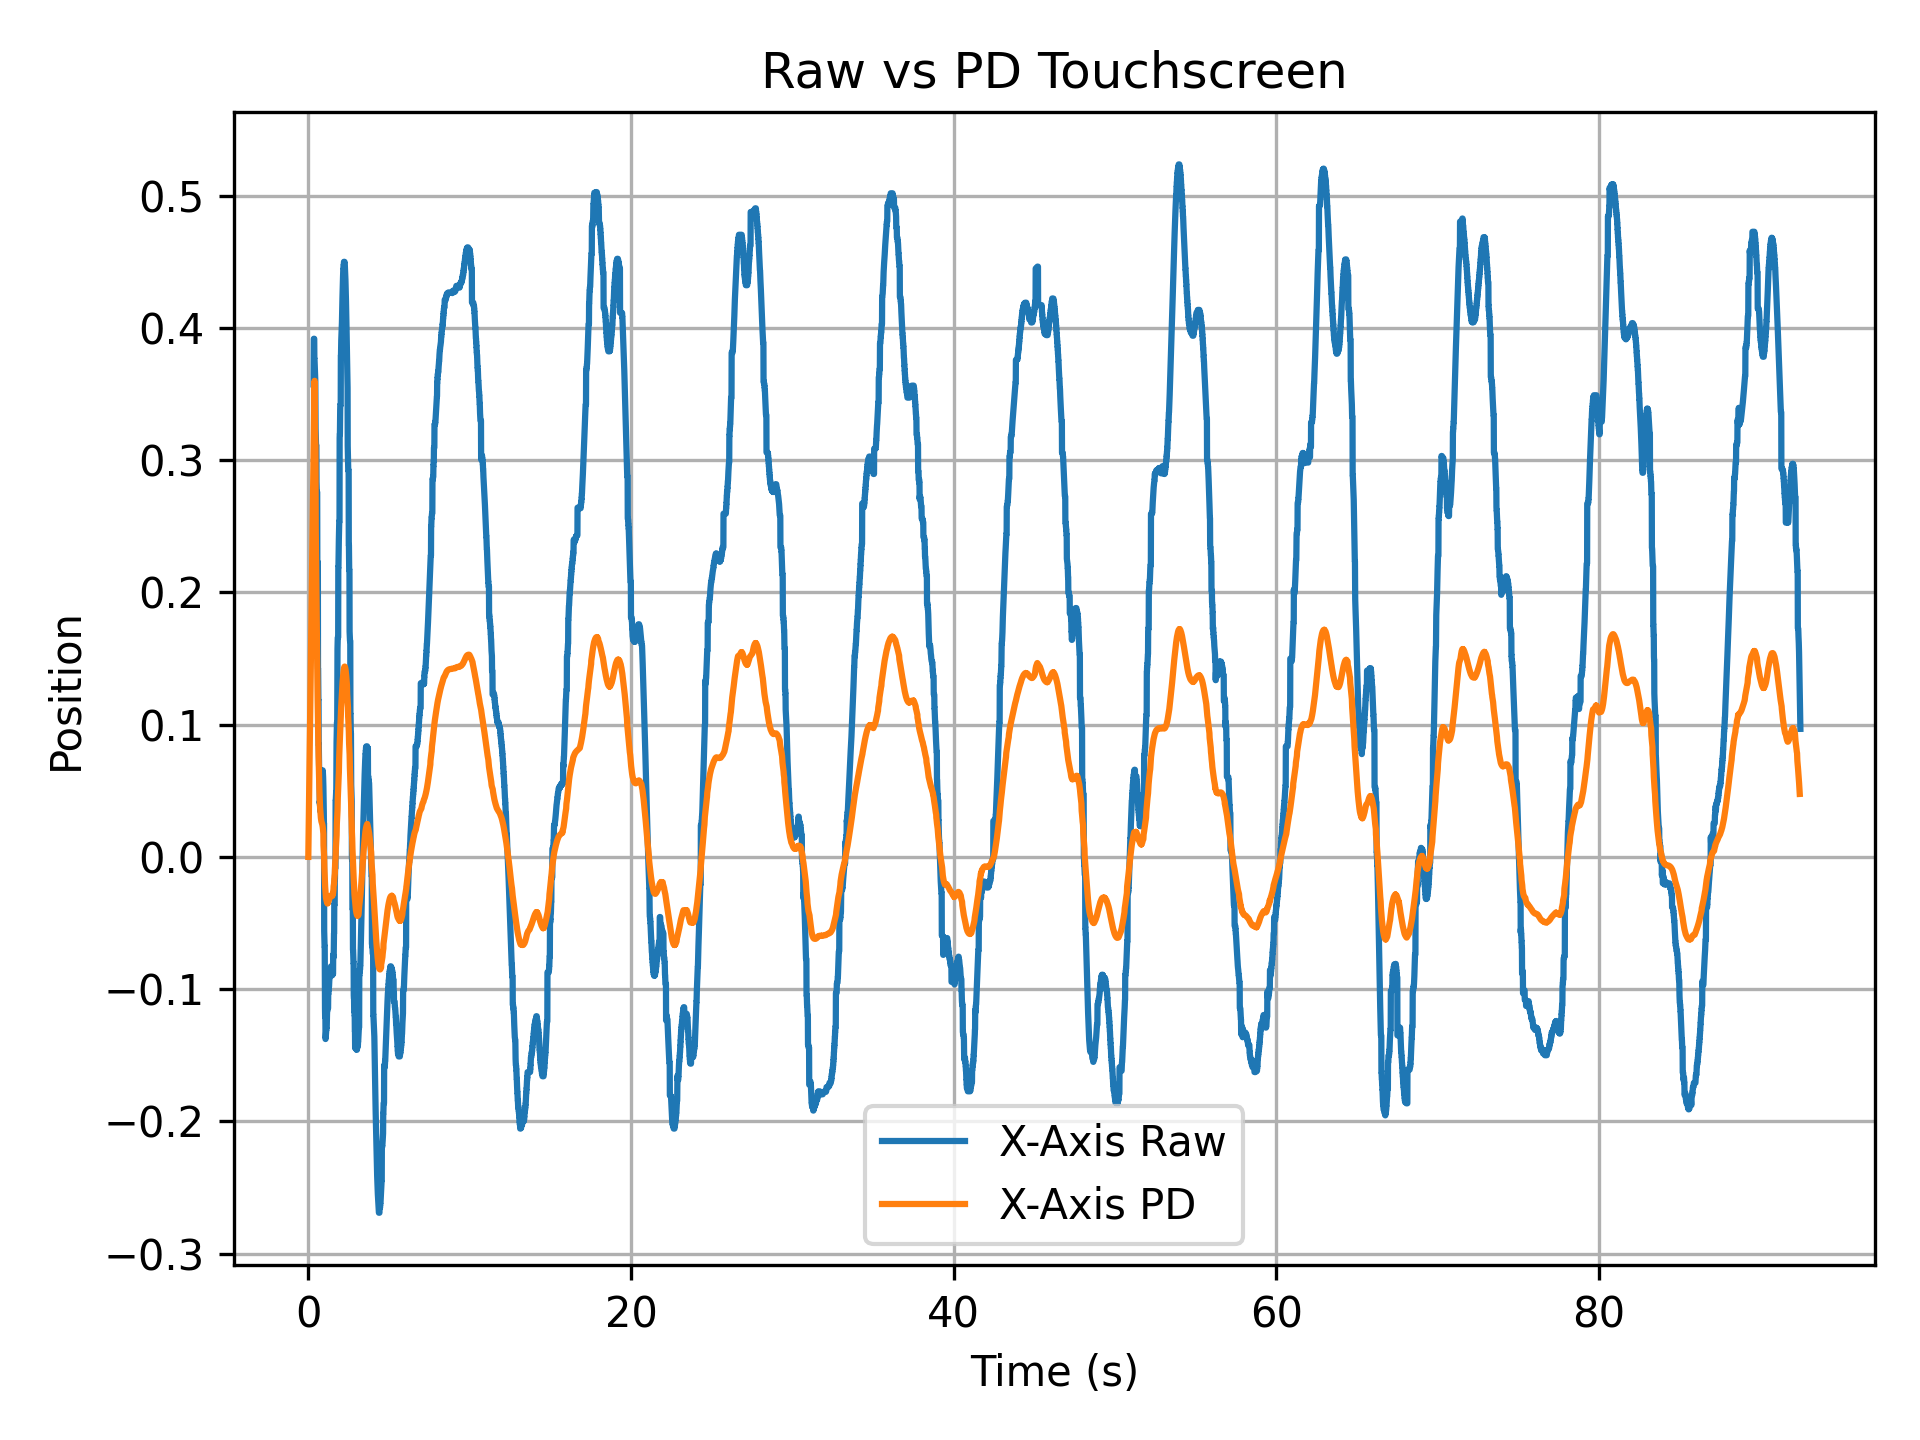 Raw vs PD Touchscreen
Position
0.5
0.4
0.3
0.2
0.1
0.0
−0.1
−0.2
−0.3
X-Axis Raw
X-Axis PD
0 20 40 60 80
Time (s)